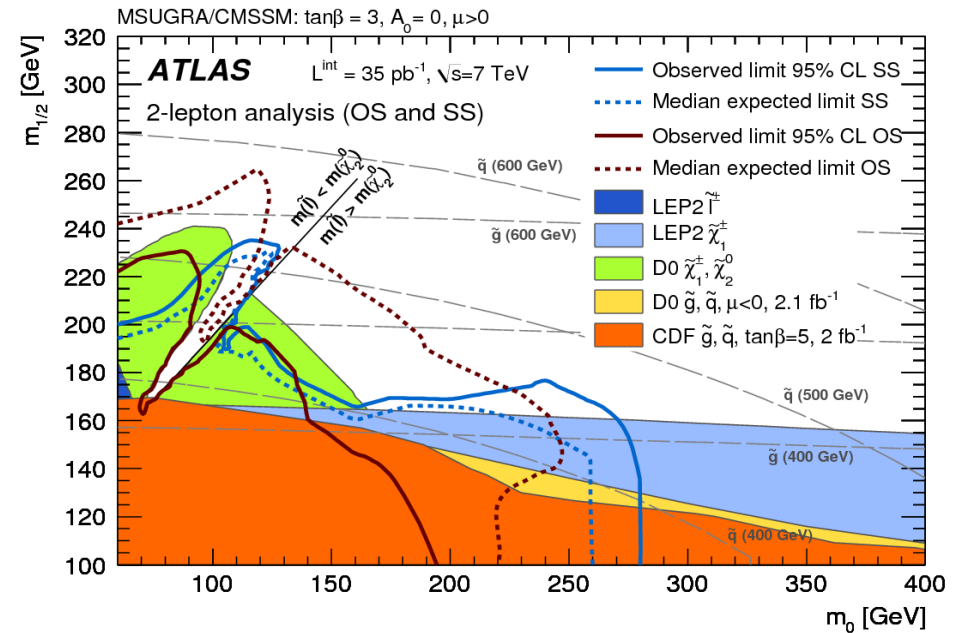 MSUGRA/CMSSM: tanβ = 3, A₀ = 0, μ>0
m₁/₂ [GeV]
320
300
280
260
240
220
200
180
160
140
120
100
ATLAS
L^int = 35 pb⁻¹, √s=7 TeV
2-lepton analysis (OS and SS)
Observed limit 95% CL SS
Median expected limit SS
Observed limit 95% CL OS
Median expected limit OS
LEP2 l̃±
LEP2 χ̃₁±
D0 χ̃₁±, χ̃₂⁰
D0 g̃, q̃, μ<0, 2.1 fb⁻¹
CDF g̃, q̃, tanβ=5, 2 fb⁻¹
m(l̃) < m(χ̃₂⁰)
m(l̃) > m(χ̃₂⁰)
q̃ (600 GeV)
g̃ (600 GeV)
q̃ (500 GeV)
g̃ (400 GeV)
q̃ (400 GeV)
100 150 200 250 300 350 400
m₀ [GeV]